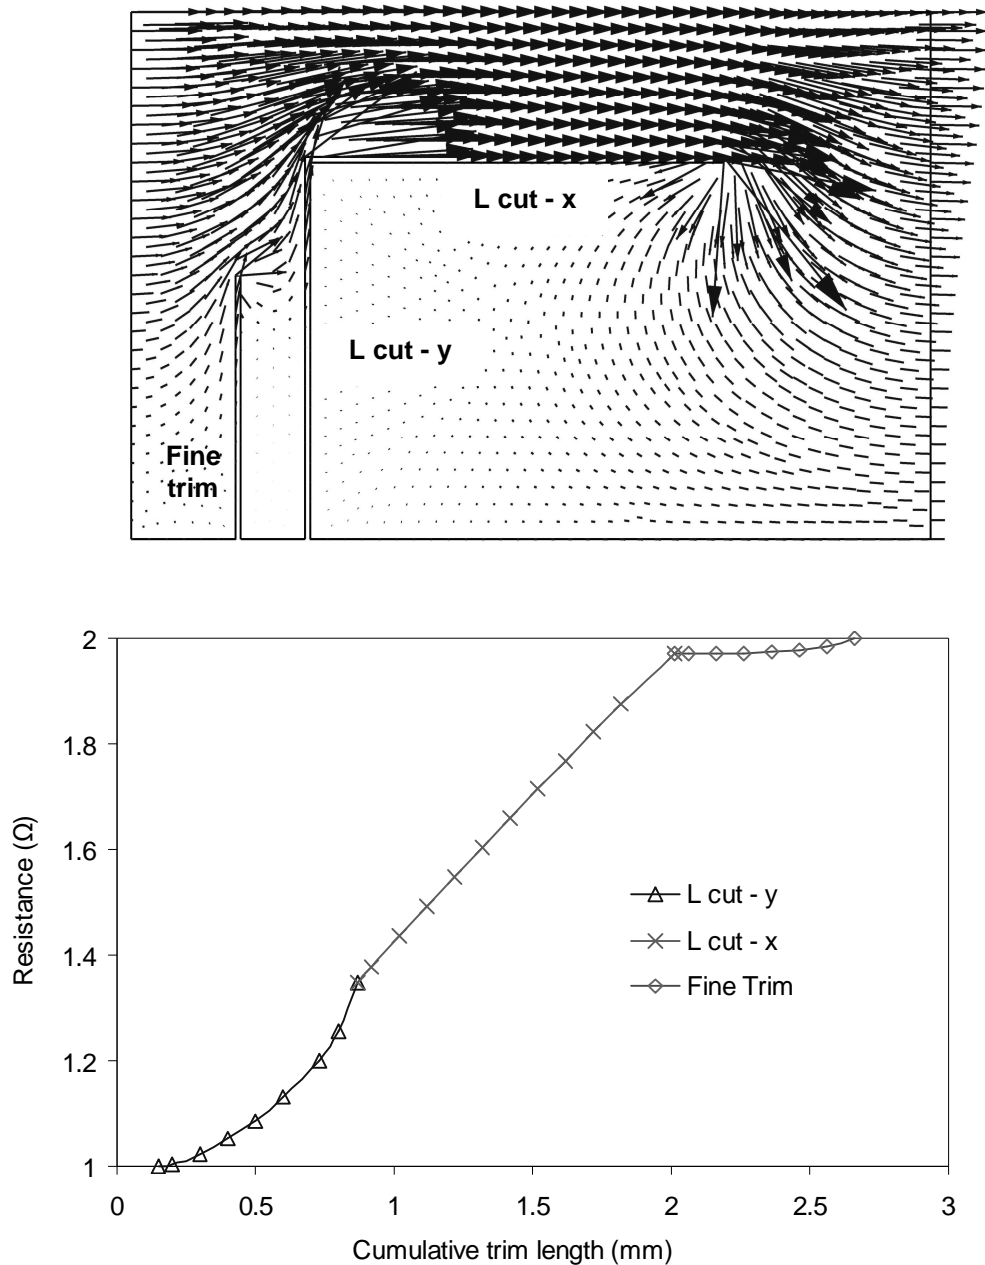 L cut - x
L cut - y
Fine
trim
2
1.8
1.6
1.4
1.2
1
Resistance (Ω)
L cut - y
L cut - x
Fine Trim
0
0.5
1
1.5
2
2.5
3
Cumulative trim length (mm)